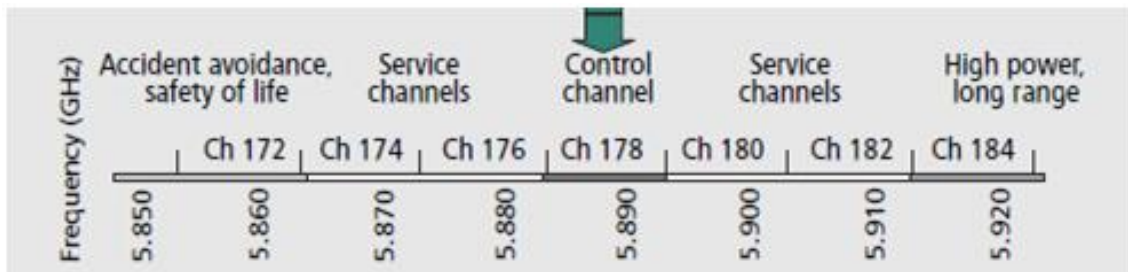 Frequency (GHz)
Accident avoidance,
safety of life
Service
channels
Control
channel
Service
channels
High power,
long range
Ch 172 Ch 174 Ch 176 Ch 178 Ch 180 Ch 182 Ch 184
5.850 5.860 5.870 5.880 5.890 5.900 5.910 5.920